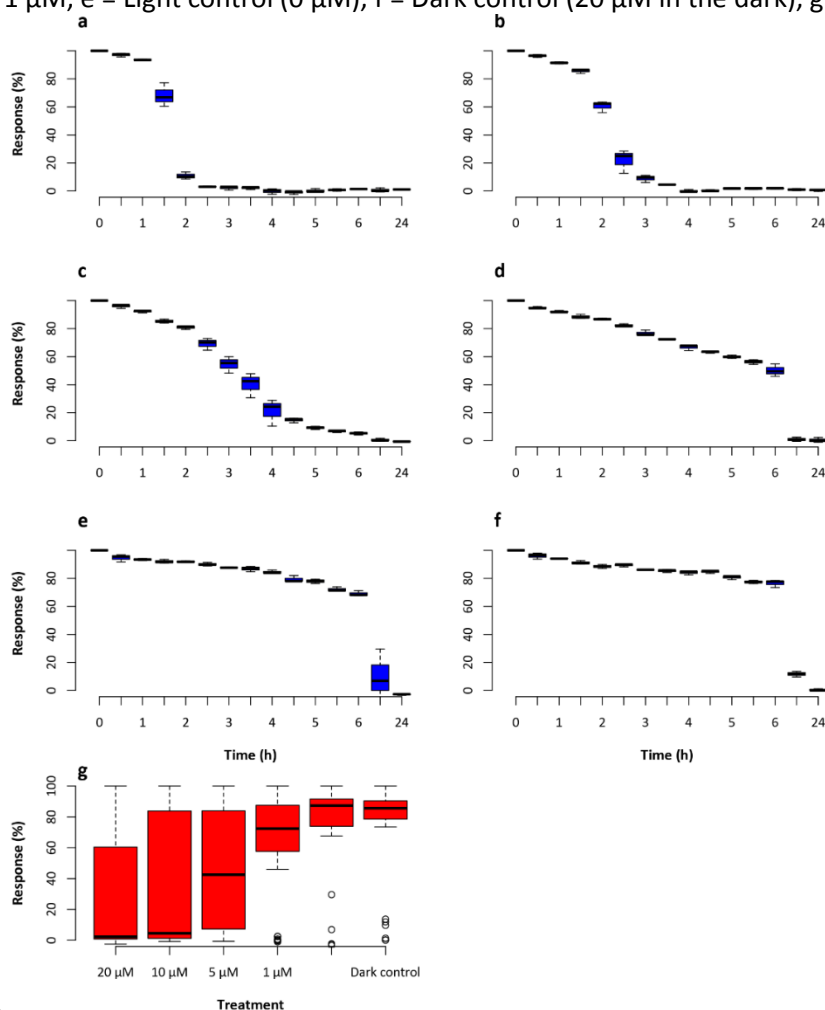 1 μM; e = Light control (0 μM); f = Dark control (20 μM in the dark); g
a
b
Response (%)
0 20 40 60 80
0 1 2 3 4 5 6 24
0 20 40 60 80
0 1 2 3 4 5 6 24
c
d
Response (%)
0 20 40 60 80
0 1 2 3 4 5 6 24
0 20 40 60 80
0 1 2 3 4 5 6 24
e
f
Response (%)
0 20 40 60 80
0 1 2 3 4 5 6 24
0 20 40 60 80
0 1 2 3 4 5 6 24
Time (h)
Time (h)
g
Response (%)
0 20 40 60 80 100
20 μM 10 μM 5 μM 1 μM Dark control
Treatment